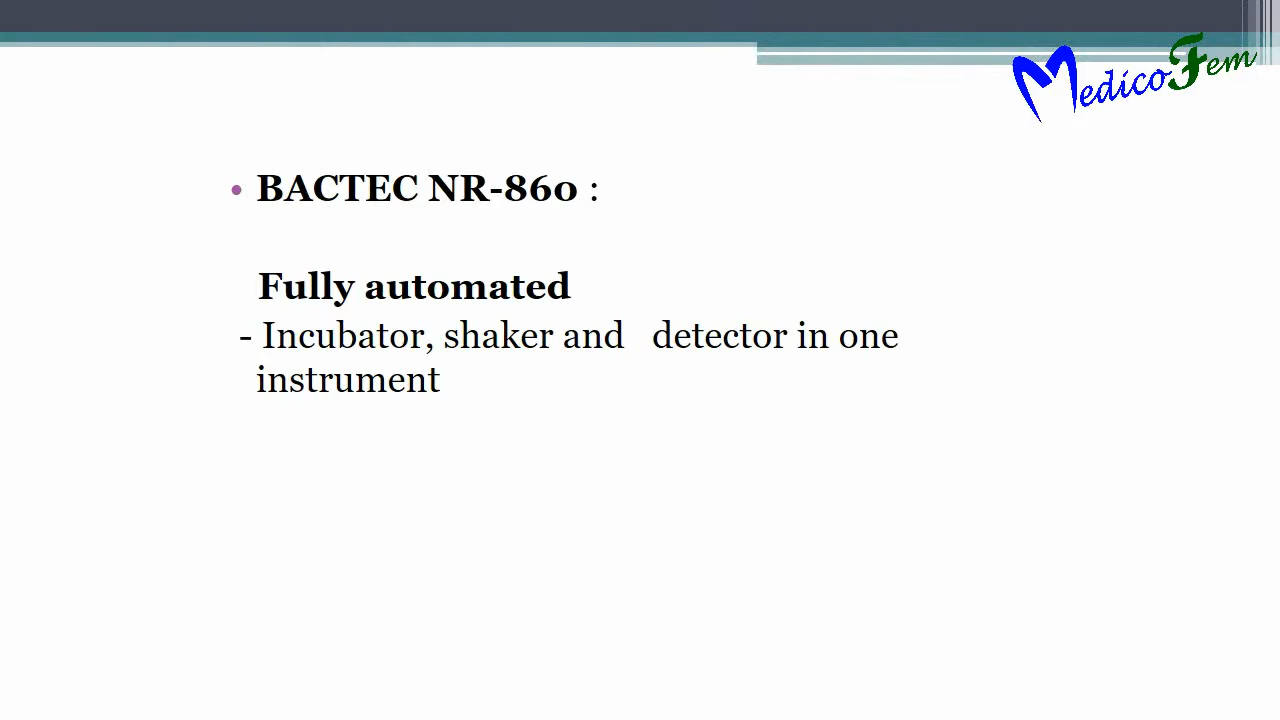 MedicoFem
• BACTEC NR-860 :
Fully automated
- Incubator, shaker and detector in one
instrument